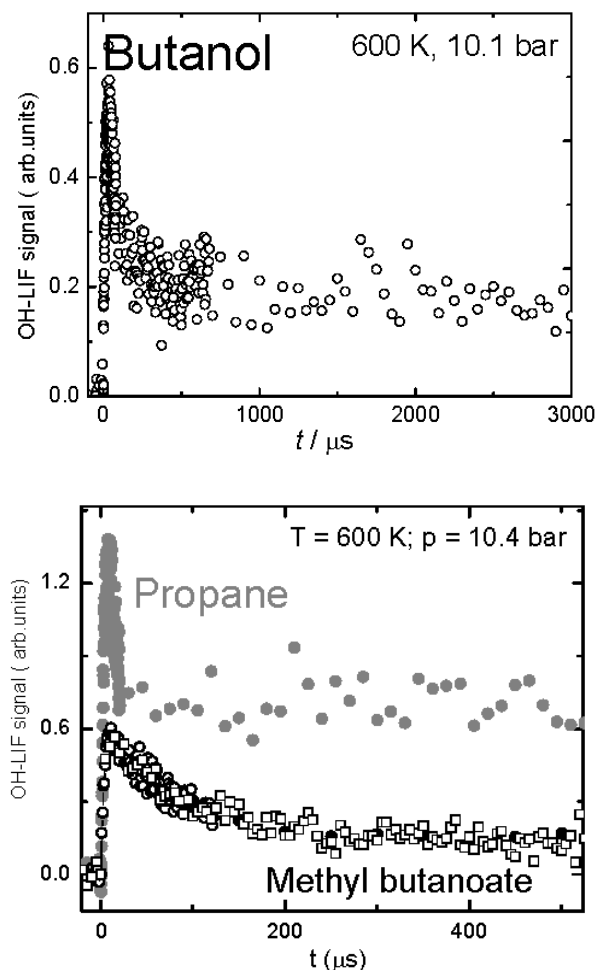 Butanol
600 K, 10.1 bar
OH-LIF signal ( arb.units)
0.6
0.4
0.2
0.0
0
1000
2000
3000
t / μs
T = 600 K; p = 10.4 bar
Propane
OH-LIF signal ( arb.units)
1.2
0.6
0.0
Methyl butanoate
0
200
400
t (μs)